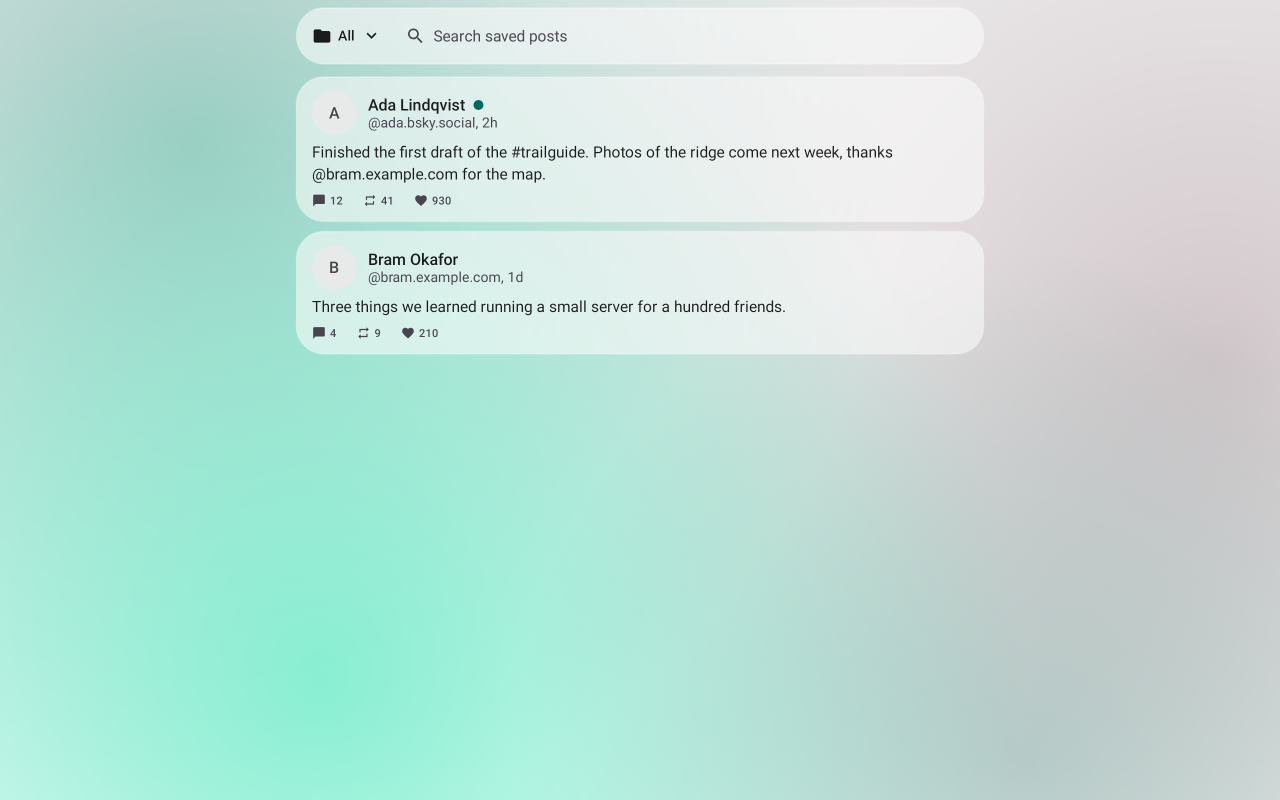 All
Search saved posts
A
Ada Lindqvist
@ada.bsky.social, 2h
Finished the first draft of the #trailguide. Photos of the ridge come next week, thanks
@bram.example.com for the map.
12 41 930
B
Bram Okafor
@bram.example.com, 1d
Three things we learned running a small server for a hundred friends.
4 9 210